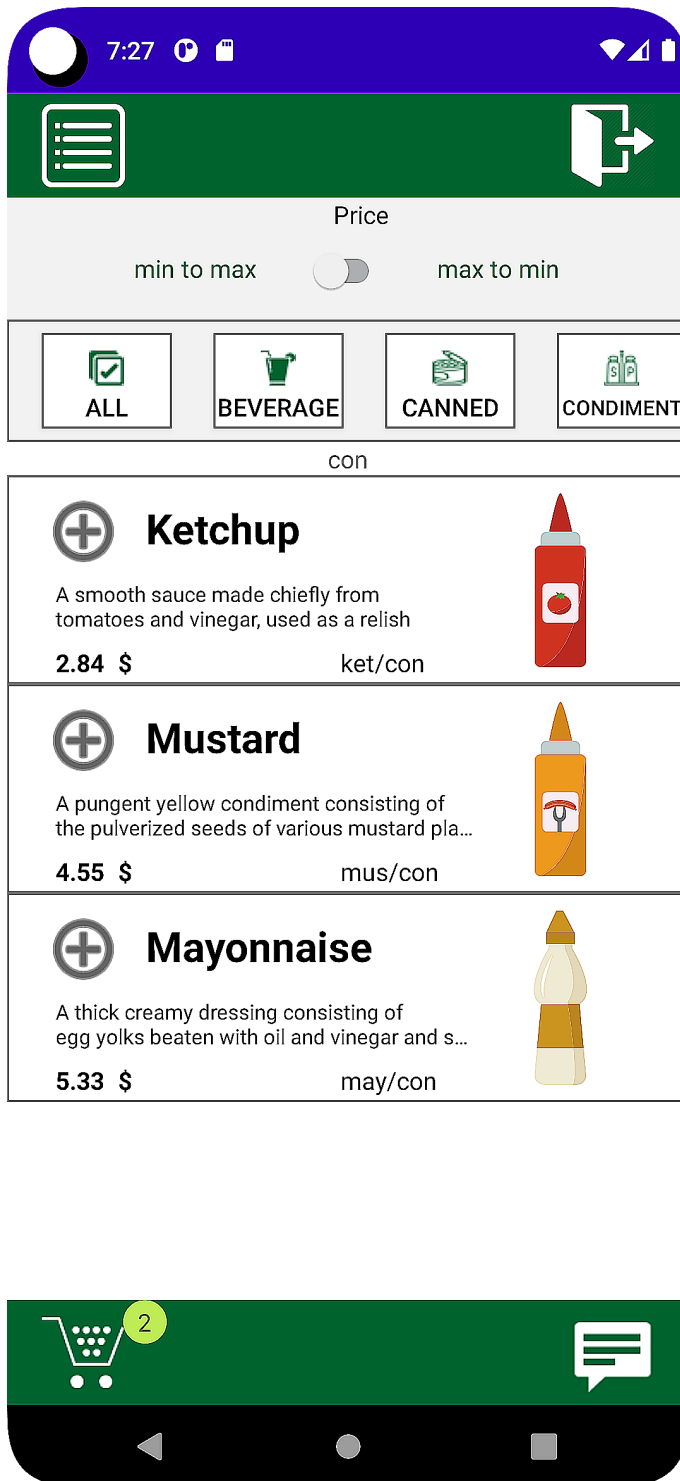 7:27
Price
min to max
max to min
ALL
BEVERAGE
CANNED
CONDIMENT
con
Ketchup
A smooth sauce made chiefly from
tomatoes and vinegar, used as a relish
2.84 $
ket/con
Mustard
A pungent yellow condiment consisting of
the pulverized seeds of various mustard pla...
4.55 $
mus/con
Mayonnaise
A thick creamy dressing consisting of
egg yolks beaten with oil and vinegar and s...
5.33 $
may/con
2